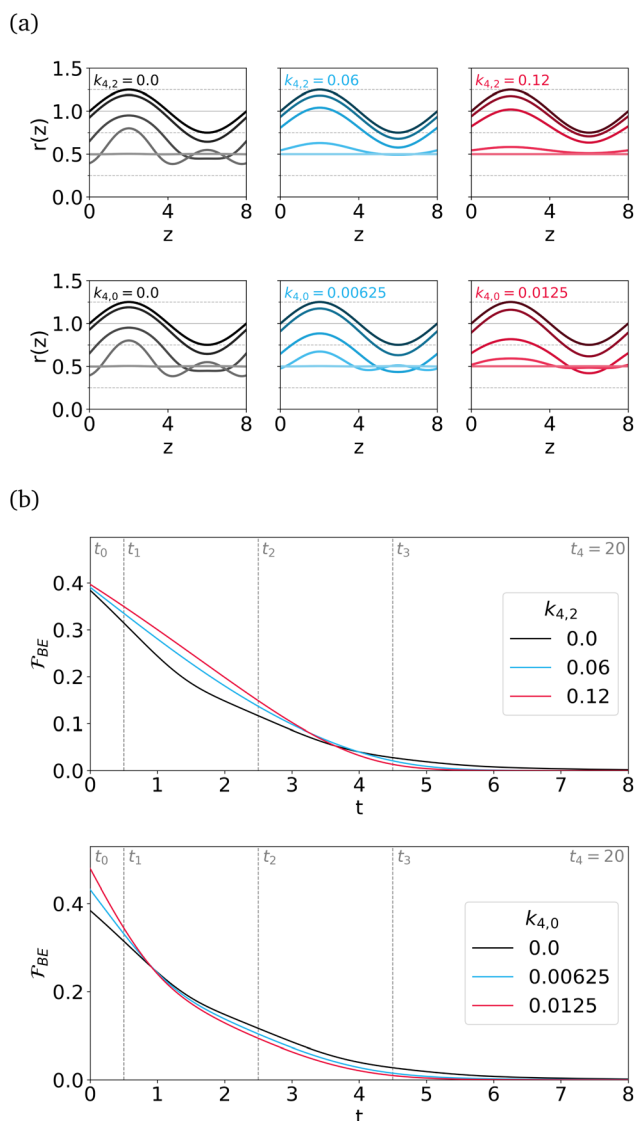 (a)
k4,2 = 0.0
k4,2 = 0.06
k4,2 = 0.12
1.5
1.0
0.5
0.0
r(z)
0 4 8
0 4 8
0 4 8
z
z
z
k4,0 = 0.0
k4,0 = 0.00625
k4,0 = 0.0125
1.5
1.0
0.5
0.0
r(z)
0 4 8
0 4 8
0 4 8
z
z
z
(b)
t0 t1 t2 t3 t4 = 20
0.4
0.3
0.2
0.1
0.0
FBE
k4,2
0.0
0.06
0.12
0 1 2 3 4 5 6 7 8
t
t0 t1 t2 t3 t4 = 20
0.4
0.2
0.0
FBE
k4,0
0.0
0.00625
0.0125
0 1 2 3 4 5 6 7 8
t